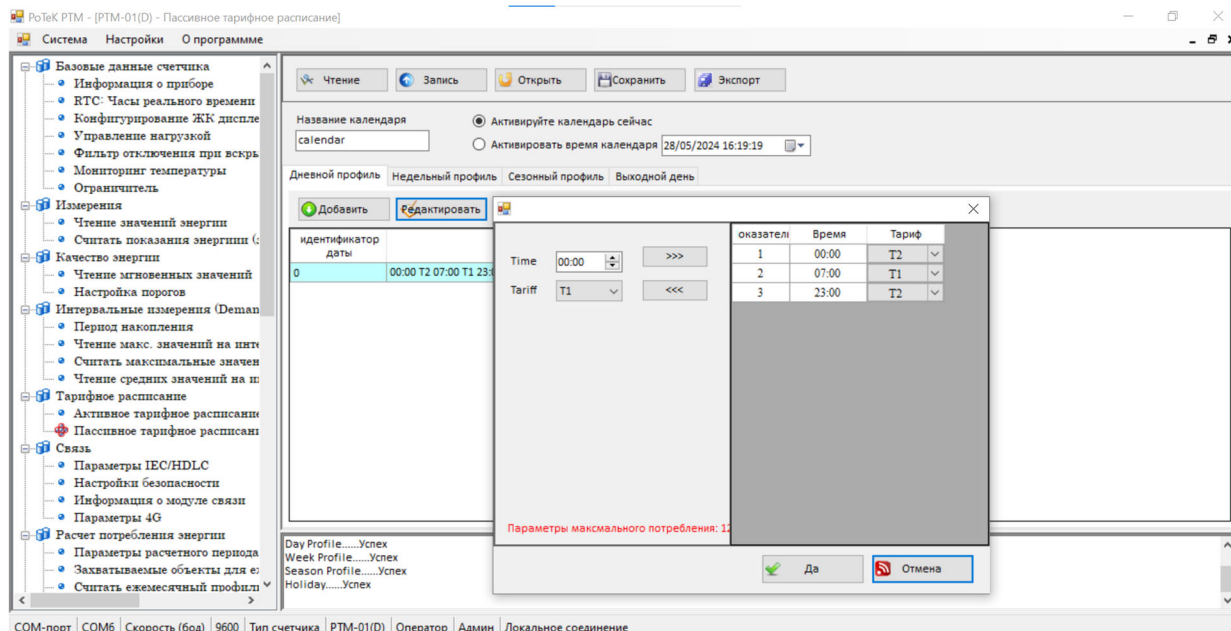 PoTeK PTM - [PTM-01(D) - Пассивное тарифное расписание]
Система Настройки О программме
Базовые данные счетчика
Информация о приборе
RTC: Часы реального времени
Конфигурирование ЖК диспле
Управление нагрузкой
Фильтр отключения при вскры
Мониторинг температуры
Ограничитель
Измерения
Чтение значений энергии
Считать показания энергиии (з
Качество энергии
Чтение мгновенных значений
Настройка порогов
Интервальные измерения (Deman
Период накопления
Чтение макс. значений на инте
Считать максимальные значен
Чтение средних значений на и
Тарифное расписание
Активное тарифное расписание
Пассивное тарифное расписани
Связь
Параметры IEC/HDLC
Настройки безопасности
Информация о модуле связи
Параметры 4G
Расчет потребления энергии
Параметры расчетного периода
Захватываемые объекты для е
Считать ежемесячный профил
Чтение Запись Открыть Сохранить Экспорт
Название календаря
calendar
Активируйте календарь сейчас
Активировать время календаря 28/05/2024 16:19:19
Дневной профиль Недельный профиль Сезонный профиль Выходной день
Добавить Редактировать
идентификатор
даты
0 00:00 T2 07:00 T1 23:0
Time 00:00 >>>
Tariff T1 <<<
оказател Время Тариф
1 00:00 T2
2 07:00 T1
3 23:00 T2
Параметры максмального потребления: 12
Да Отмена
Day Profile......Успех
Week Profile......Успех
Season Profile......Успех
Holiday......Успех
COM-порт COM6 Скорость (бод) 9600 Тип счетчика PTM-01(D) Оператор Админ Локальное соединение